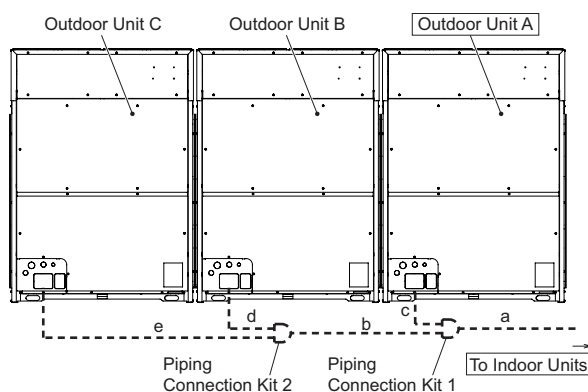 Outdoor Unit C
Outdoor Unit B
Outdoor Unit A
e
d
b
c
a
Piping
Connection Kit 2
Piping
Connection Kit 1
To Indoor Units